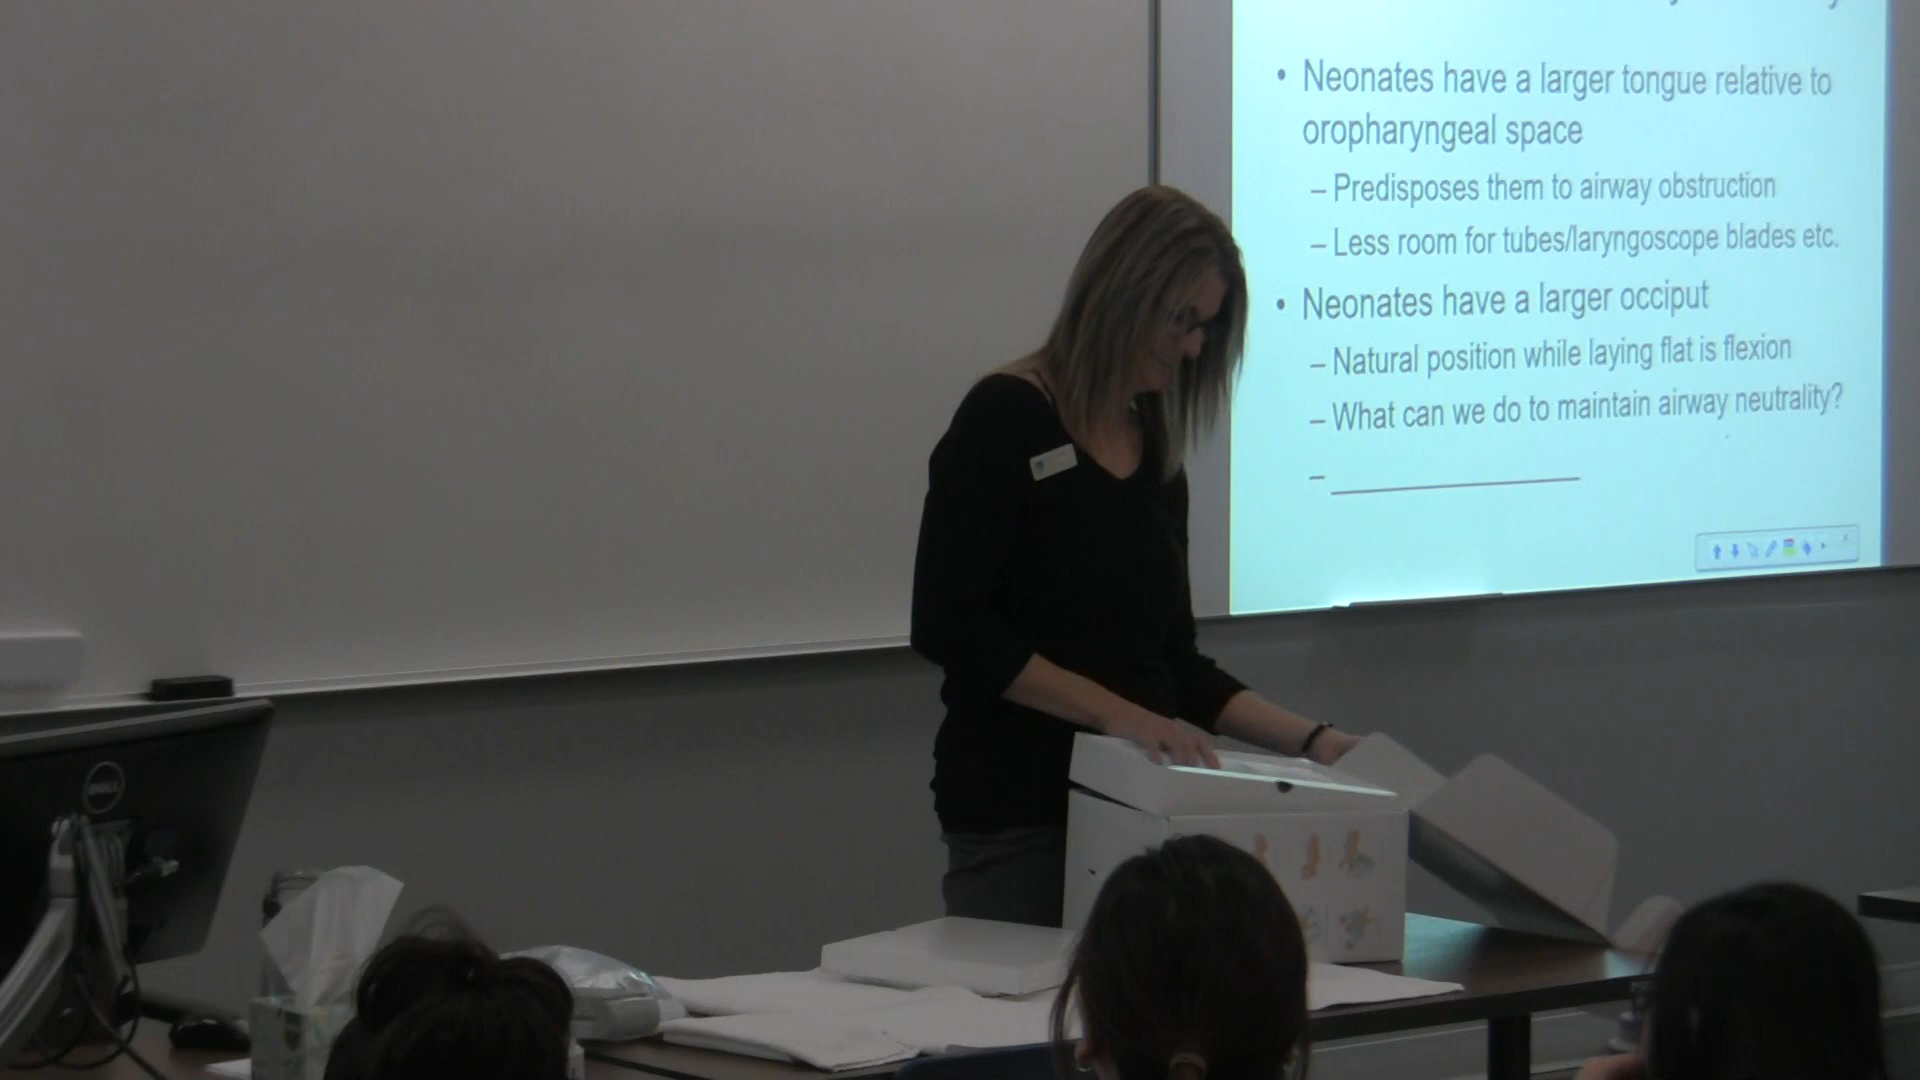 • Neonates have a larger tongue relative to
oropharyngeal space
– Predisposes them to airway obstruction
– Less room for tubes/laryngoscope blades etc.
• Neonates have a larger occiput
– Natural position while laying flat is flexion
– What can we do to maintain airway neutrality?
– _______________
DELL